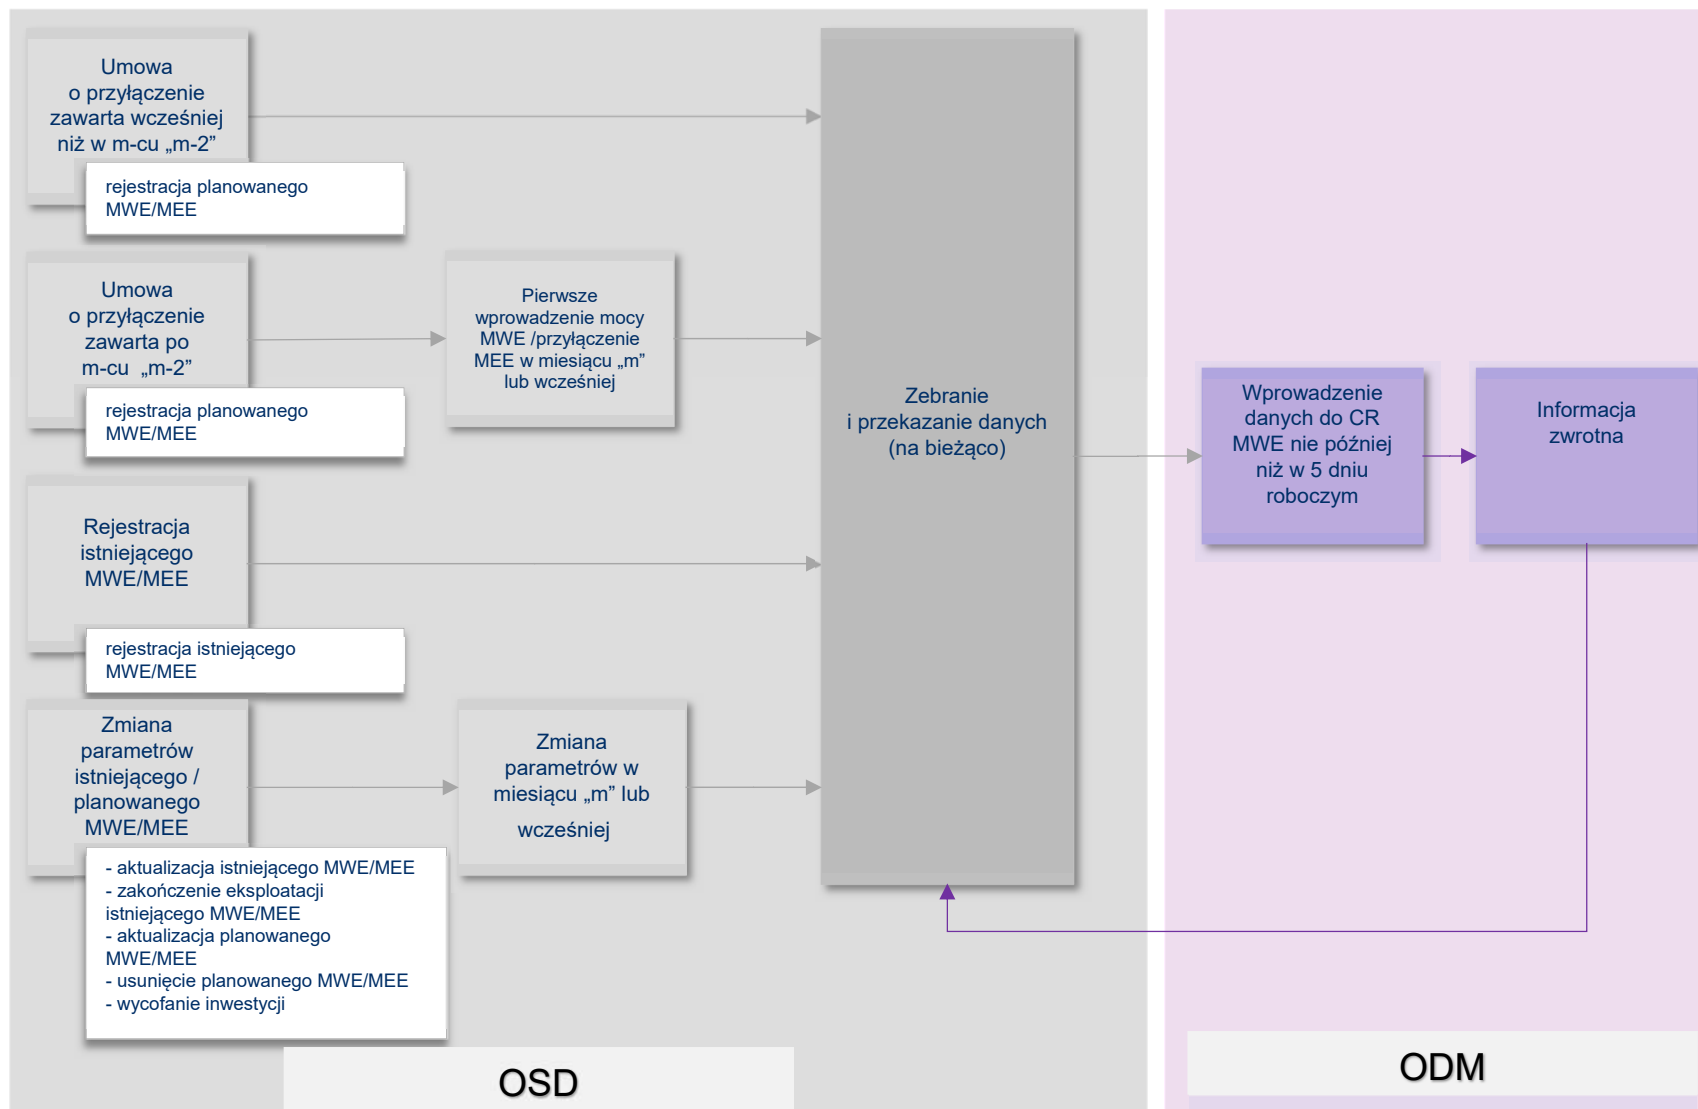 Umowa
o przyłączenie
zawarta wcześniej
niż w m-cu „m-2”
rejestracja planowanego
MWE/MEE
Umowa
o przyłączenie
zawarta po
m-cu „m-2”
rejestracja planowanego
MWE/MEE
Pierwsze
wprowadzenie mocy
MWE /przyłączenie
MEE w miesiącu „m”
lub wcześniej
Rejestracja
istniejącego
MWE/MEE
rejestracja istniejącego
MWE/MEE
Zmiana
parametrów
istniejącego /
planowanego
MWE/MEE
- aktualizacja istniejącego MWE/MEE
- zakończenie eksploatacji
istniejącego MWE/MEE
- aktualizacja planowanego
MWE/MEE
- usunięcie planowanego MWE/MEE
- wycofanie inwestycji
Zmiana
parametrów w
miesiącu „m” lub
wcześniej
Zebranie
i przekazanie danych
(na bieżąco)
Wprowadzenie
danych do CR
MWE nie później
niż w 5 dniu
roboczym
Informacja
zwrotna
OSD
ODM